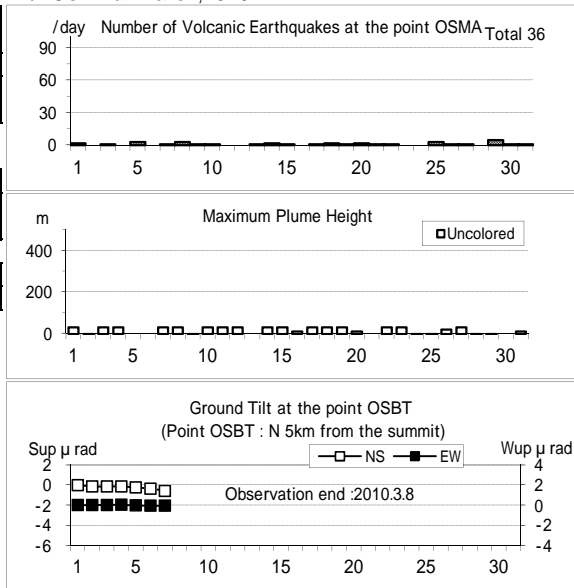 /day Number of Volcanic Earthquakes at the point OSMA Total 36
90
60
30
0
1 5 10 15 20 25 30
m Maximum Plume Height
Uncolored
400
200
0
1 5 10 15 20 25 30
Ground Tilt at the point OSBT
(Point OSBT : N 5km from the summit)
Sup μ rad NS EW Wup μ rad
2 4
0 2
-2 0
-4 -2
-6 -4
Observation end :2010.3.8
1 5 10 15 20 25 30